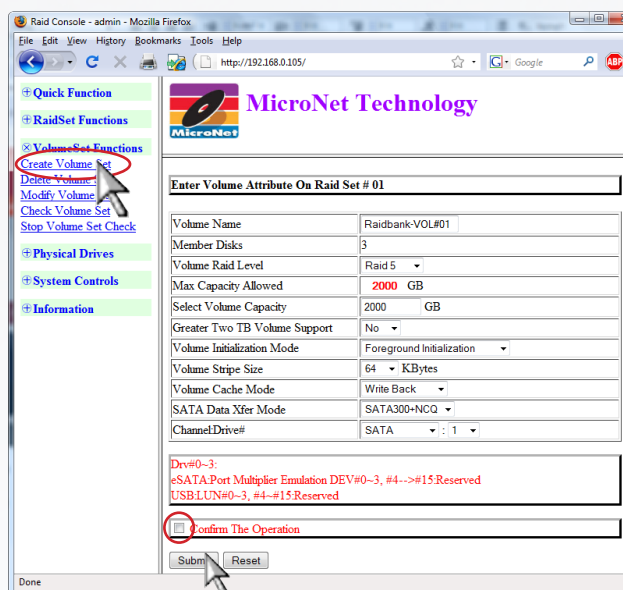 Raid Console - admin - Mozilla Firefox
File Edit View History Bookmarks Tools Help
http://192.168.0.105/
G Google
ABP
Quick Function
RaidSet Functions
VolumeSet Functions
Create Volume Set
Delete Volume
Modify Volume
Check Volume Set
Stop Volume Set Check
Physical Drives
System Controls
Information
MicroNet
MicroNet Technology
Enter Volume Attribute On Raid Set # 01
Volume Name Raidbank-VOL#01
Member Disks 3
Volume Raid Level Raid 5
Max Capacity Allowed 2000 GB
Select Volume Capacity 2000 GB
Greater Two TB Volume Support No
Volume Initialization Mode Foreground Initialization
Volume Stripe Size 64 KBytes
Volume Cache Mode Write Back
SATA Data Xfer Mode SATA300+NCQ
Channel:Drive# SATA : 1
Drv#0~3:
eSATA:Port Multiplier Emulation DEV#0~3, #4-->#15:Reserved
USB:LUN#0~3, #4~#15:Reserved
Confirm The Operation
Submit Reset
Done